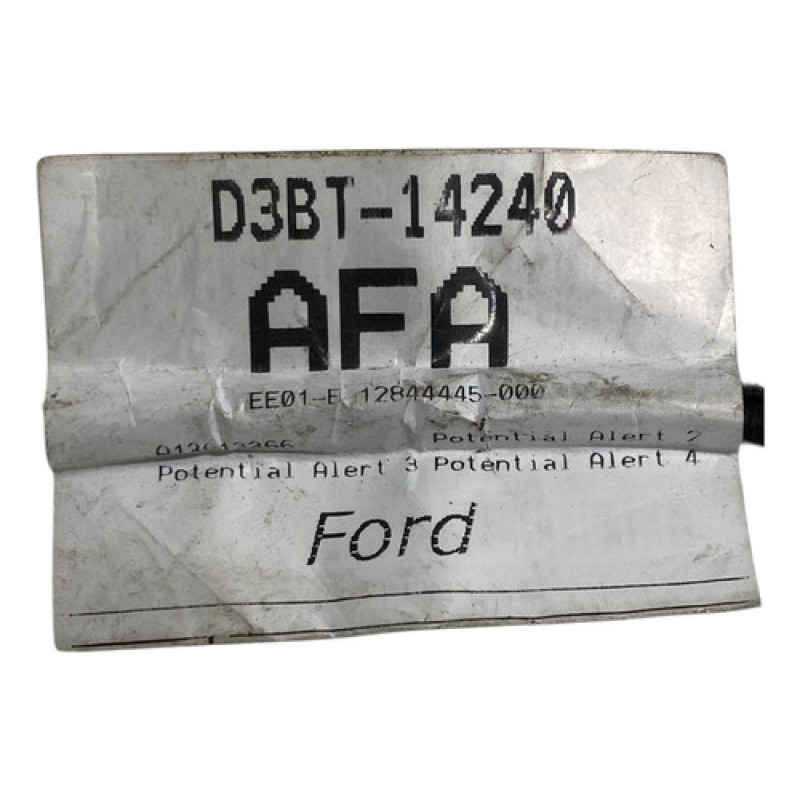 D3BT-14240
AFA
EE01-E 12844445-000
Potential Alert 2
Potential Alert 3 Potential Alert 4
Ford